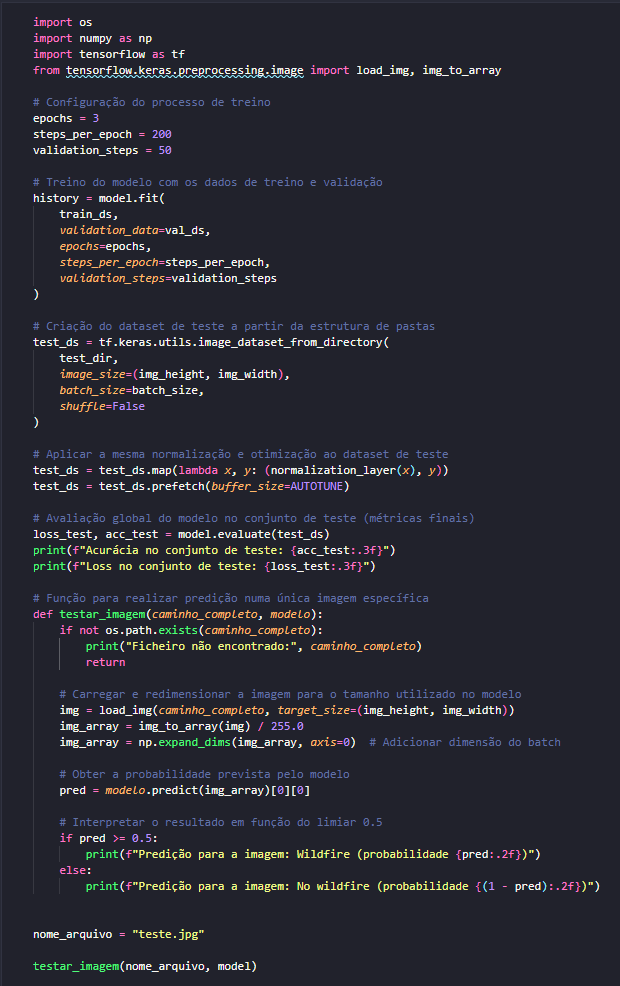 import os
import numpy as np
import tensorflow as tf
from tensorflow.keras.preprocessing.image import load_img, img_to_array

# Configuração do processo de treino
epochs = 3
steps_per_epoch = 200
validation_steps = 50

# Treino do modelo com os dados de treino e validação
history = model.fit(
    train_ds,
    validation_data=val_ds,
    epochs=epochs,
    steps_per_epoch=steps_per_epoch,
    validation_steps=validation_steps
)

# Criação do dataset de teste a partir da estrutura de pastas
test_ds = tf.keras.utils.image_dataset_from_directory(
    test_dir,
    image_size=(img_height, img_width),
    batch_size=batch_size,
    shuffle=False
)

# Aplicar a mesma normalização e otimização ao dataset de teste
test_ds = test_ds.map(lambda x, y: (normalization_layer(x), y))
test_ds = test_ds.prefetch(buffer_size=AUTOTUNE)

# Avaliação global do modelo no conjunto de teste (métricas finais)
loss_test, acc_test = model.evaluate(test_ds)
print(f"Acurácia no conjunto de teste: {acc_test:.3f}")
print(f"Loss no conjunto de teste: {loss_test:.3f}")

# Função para realizar predição numa única imagem específica
def testar_imagem(caminho_completo, modelo):
    if not os.path.exists(caminho_completo):
        print("Ficheiro não encontrado:", caminho_completo)
        return

    # Carregar e redimensionar a imagem para o tamanho utilizado no modelo
    img = load_img(caminho_completo, target_size=(img_height, img_width))
    img_array = img_to_array(img) / 255.0
    img_array = np.expand_dims(img_array, axis=0)  # Adicionar dimensão do batch

    # Obter a probabilidade prevista pelo modelo
    pred = modelo.predict(img_array)[0][0]

    # Interpretar o resultado em função do limiar 0.5
    if pred >= 0.5:
        print(f"Predição para a imagem: Wildfire (probabilidade {pred:.2f})")
    else:
        print(f"Predição para a imagem: No wildfire (probabilidade {(1 - pred):.2f})")


nome_arquivo = "teste.jpg"

testar_imagem(nome_arquivo, model)